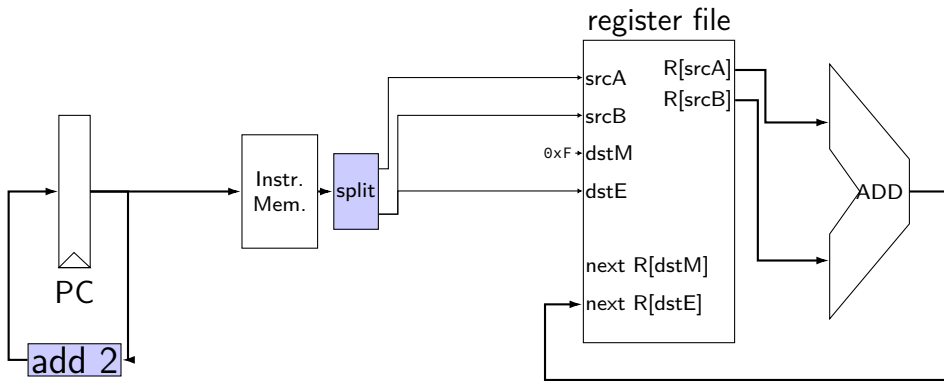 register file
srcA
srcB
0xF dstM
dstE
next R[dstM]
next R[dstE]
R[srcA]
R[srcB]
Instr.
Mem.
split
ADD
PC
add 2